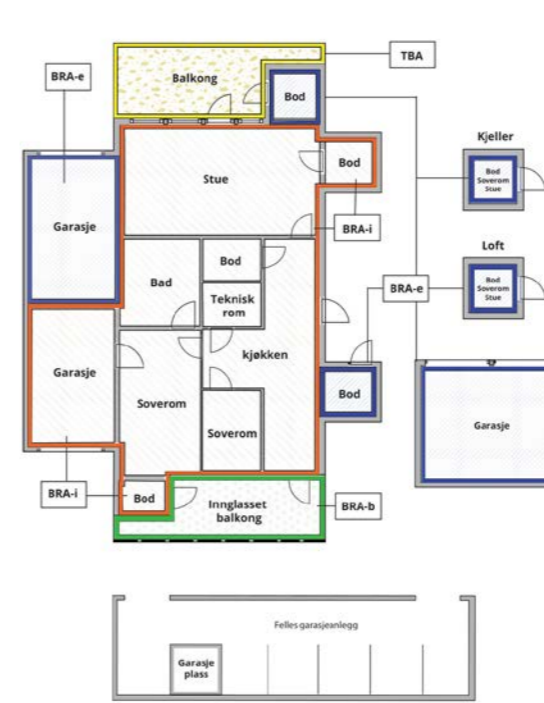 TBA
BRA-e
Balkong
Bod
Kjeller
Stue
Bod
Bod
Soverom
Stue
Garasje
BRA-i
Loft
Bad
Bod
BRA-e
Bod
Soverom
Stue
Teknisk
rom
kjøkken
Garasje
Soverom
Bod
Garasje
Soverom
BRA-i
Bod
Innglasset
balkong
BRA-b
Felles garasjeanlegg
Garasje
plass